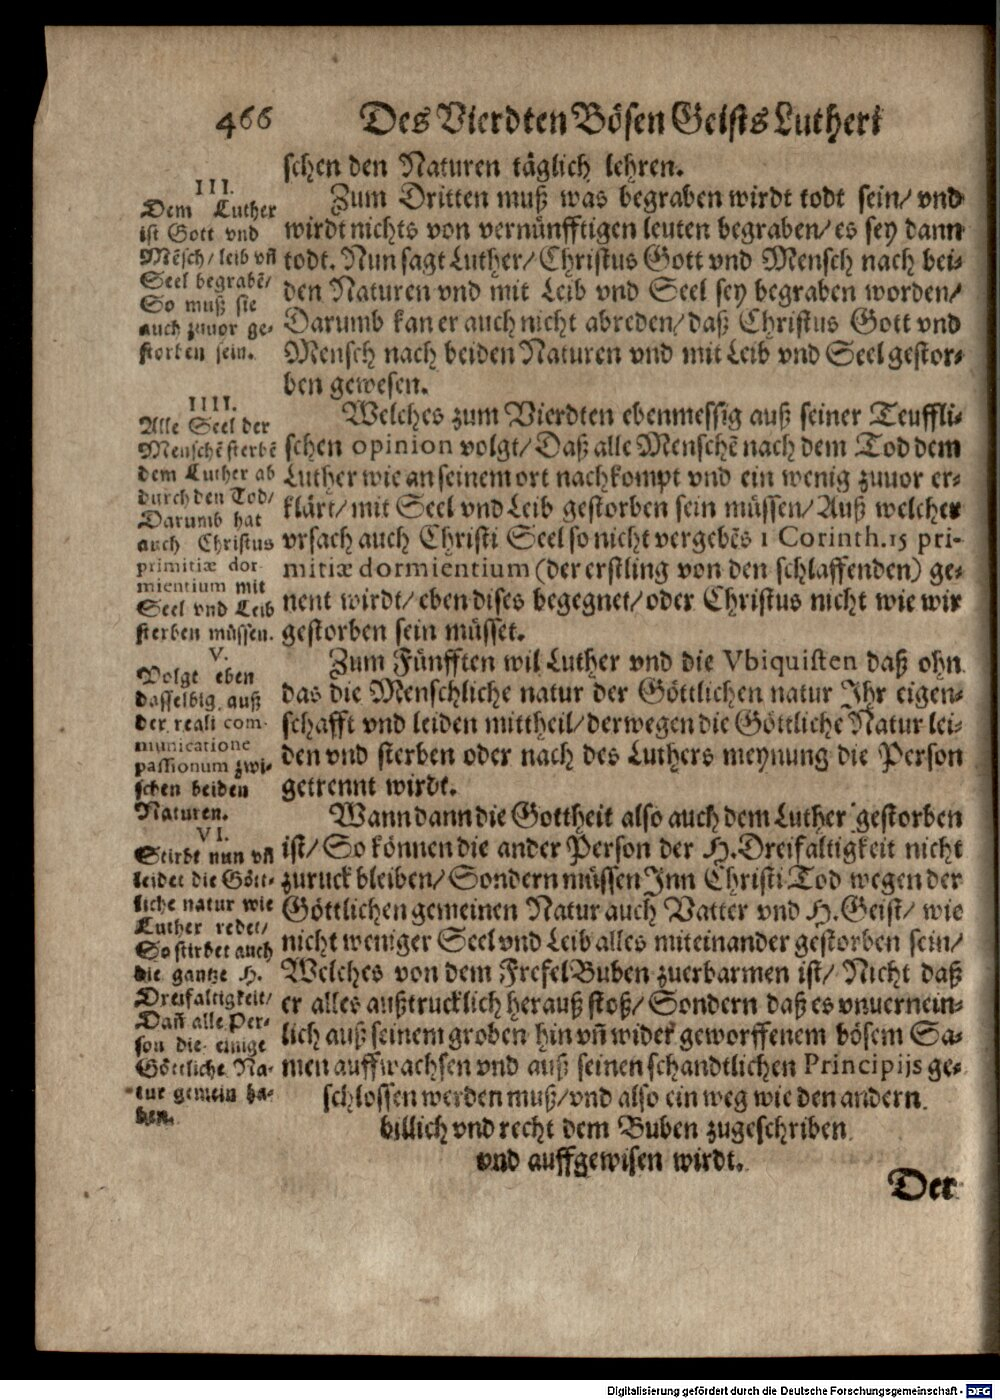 466 Des Vierdten Bösen Geists Lutheri
schen den Naturen täglich lehren.
III.
Dem Luther
ist Gott vnd
Mẽsch/ leib vñ
Seel begrabẽ/
So muß sie
auch zuuor ge-
storben sein.
Zum Dritten muß was begraben wirdt todt sein/ vnd
wirdt nichts von vernünfftigen leuten begraben/ es sey dann
todt. Nun sagt Luther/ Christus Gott vnd Mensch nach bei-
den Naturen vnd mit Leib vnd Seel sey begraben worden/
Darumb kan er auch nicht abreden/ daß Christus Gott vnd
Mensch nach beiden Naturen vnd mit Leib vnd Seel gestor-
ben gewesen.
IIII.
Alle Seel der
Menschẽ sterbẽ
dem Luther ab
durch den Tod/
Darumb hat
auch Christus
primitiæ dor-
mientium mit
Seel vnd Leib
sterben müssen.
Welches zum Vierdten ebenmessig auß seiner Teuffli-
schen opinion volgt/ Daß alle Menschẽ nach dem Tod dem
Luther wie an seinem ort nachkompt vnd ein wenig zuuor er-
klärt/ mit Seel vnd Leib gestorben sein müssen/ Auß welcher
vrsach auch Christi Seel so nicht vergebẽs 1 Corinth. 15 pri-
mitiæ dormientium (der erstling von den schlaffenden) ge-
nent wirdt/ eben dises begegnet/ oder Christus nicht wie wir
gestorben sein müsset.
V.
Volgt eben
dasselbig auß
der reali com-
municatione
passionum zwi-
schen beiden
Naturen.
Zum Fünfften wil Luther vnd die Vbiquisten daß ohn
das die Menschliche natur der Göttlichen natur Ihr eigen-
schafft vnd leiden mittheil/ derwegen die Göttliche Natur lei-
den vnd sterben oder nach des Luthers meynung die Person
getrennt wirdt.
VI.
Stirbt nun vñ
leidet die Gött-
liche natur wie
Luther redet/
So stirbet auch
die gantze H.
Dreifaltigkeit/
Dañ alle Per-
son die einige
Göttliche Na-
tur gemein ha-
ben.
Wann dann die Gottheit also auch dem Luther gestorben
ist/ So können die ander Person der H. Dreifaltigkeit nicht
zuruck bleiben/ Sondern müssen Inn Christi Tod wegen der
Göttlichen gemeinen Natur auch Vatter vnd H. Geist/ wie
nicht weniger Seel vnd Leib alles miteinander gestorben sein/
Welches von dem Frefel Buben zuerbarmen ist/ Nicht daß
er alles außtrucklich herauß stoß/ Sondern daß es vnuernein-
lich auß seinem groben hin vñ wider geworffenem bösem Sa-
men auffwachsen vnd auß seinen schandtlichen Principijs ge-
schlossen werden muß/ vnd also ein weg wie den andern
billich vnd recht dem Buben zugeschriben
vnd auffgewisen wirdt.
Der
Digitalisierung gefördert durch die Deutsche Forschungsgemeinschaft - DFG